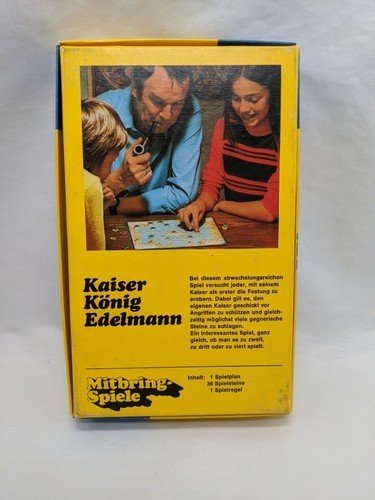 Kaiser
König
Edelmann
Bei diesem abwechselungsreichen
Spiel versucht jeder, mit seinem
Kaiser als erster die Festung zu
erobern. Dabei gilt es, den
eigenen Kaiser geschickt vor
Angriffen zu schützen und gleich-
zeitig möglichst viele gegnerische
Steine zu schlagen.
Ein interessantes Spiel, ganz
gleich, ob man es zu zweit,
zu dritt oder zu viert spielt.
Mitbring-
Spiele
Inhalt: 1 Spielplan
36 Spielsteine
1 Spielregel